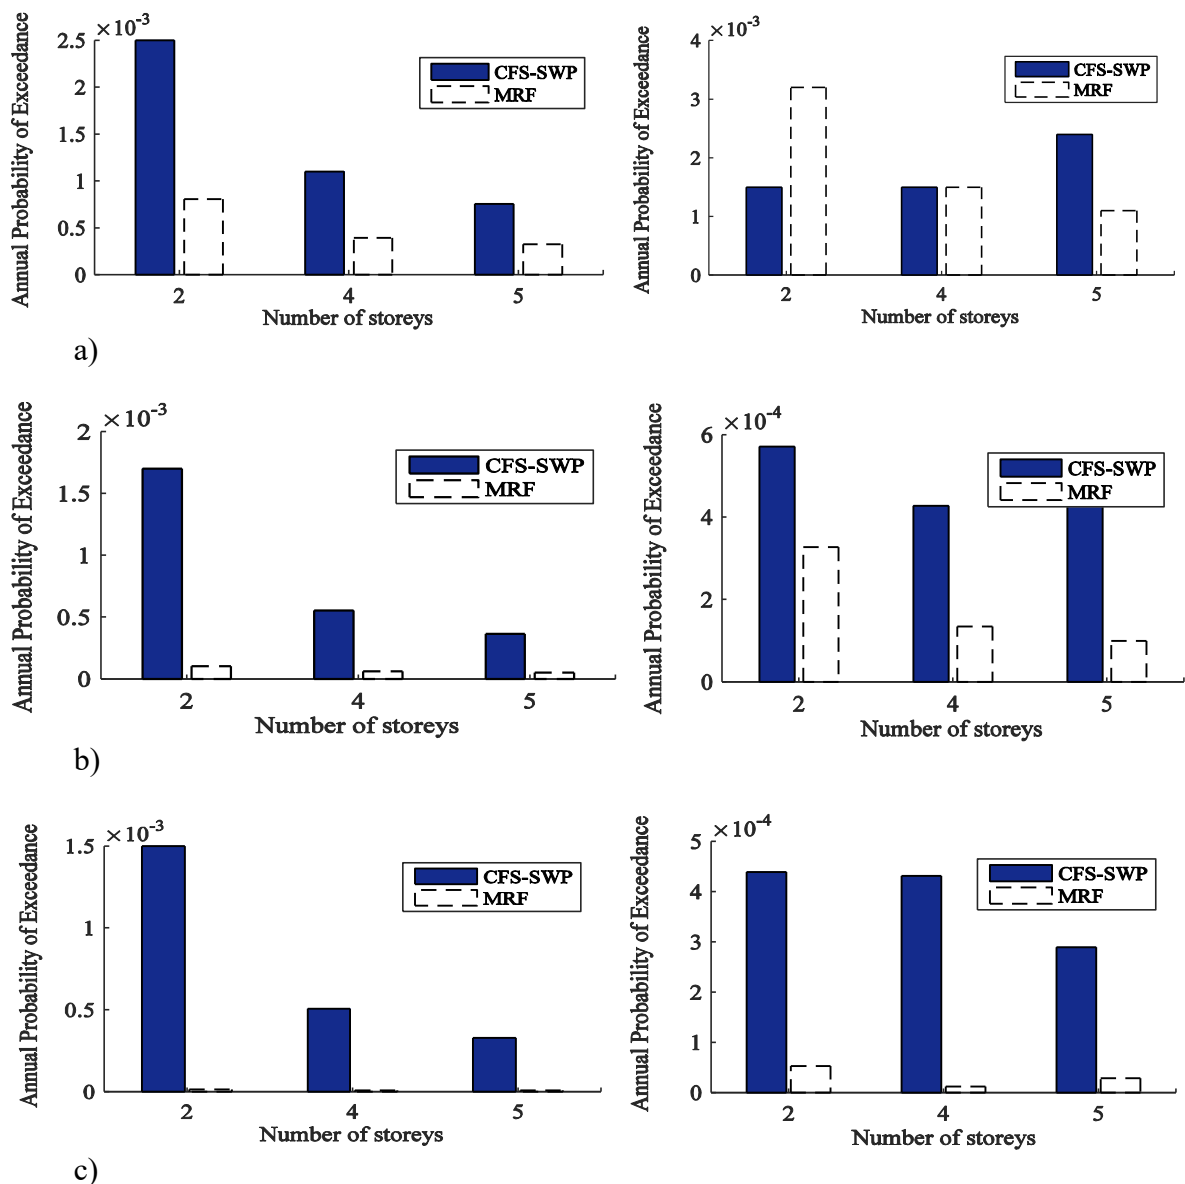 ×10⁻³
2.5
2
1.5
1
0.5
0
2 4 5
Number of storeys
Annual Probability of Exceedance
CFS-SWP
MRF
×10⁻³
4
3
2
1
0
2 4 5
Number of storeys
Annual Probability of Exceedance
CFS-SWP
MRF
a)
×10⁻³
2
1.5
1
0.5
0
2 4 5
Number of storeys
Annual Probability of Exceedance
CFS-SWP
MRF
×10⁻⁴
6
4
2
0
2 4 5
Number of storeys
Annual Probability of Exceedance
CFS-SWP
MRF
b)
×10⁻³
1.5
1
0.5
0
2 4 5
Number of storeys
Annual Probability of Exceedance
CFS-SWP
MRF
×10⁻⁴
5
4
3
2
1
0
2 4 5
Number of storeys
Annual Probability of Exceedance
CFS-SWP
MRF
c)